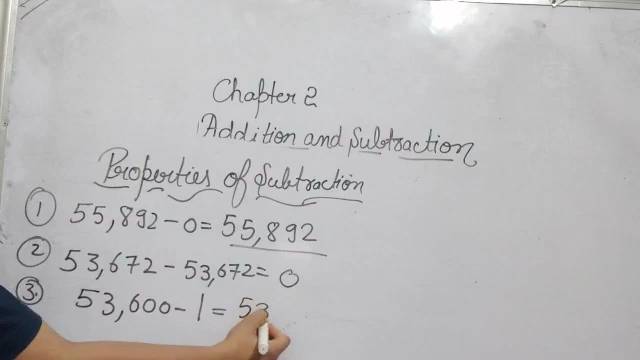 Chapter 2
Addition and Subtraction
Properties of Subtraction
① 55,892 - 0 = 55,892
② 53,672 - 53,672 = 0
③ 53,600 - 1 = 53